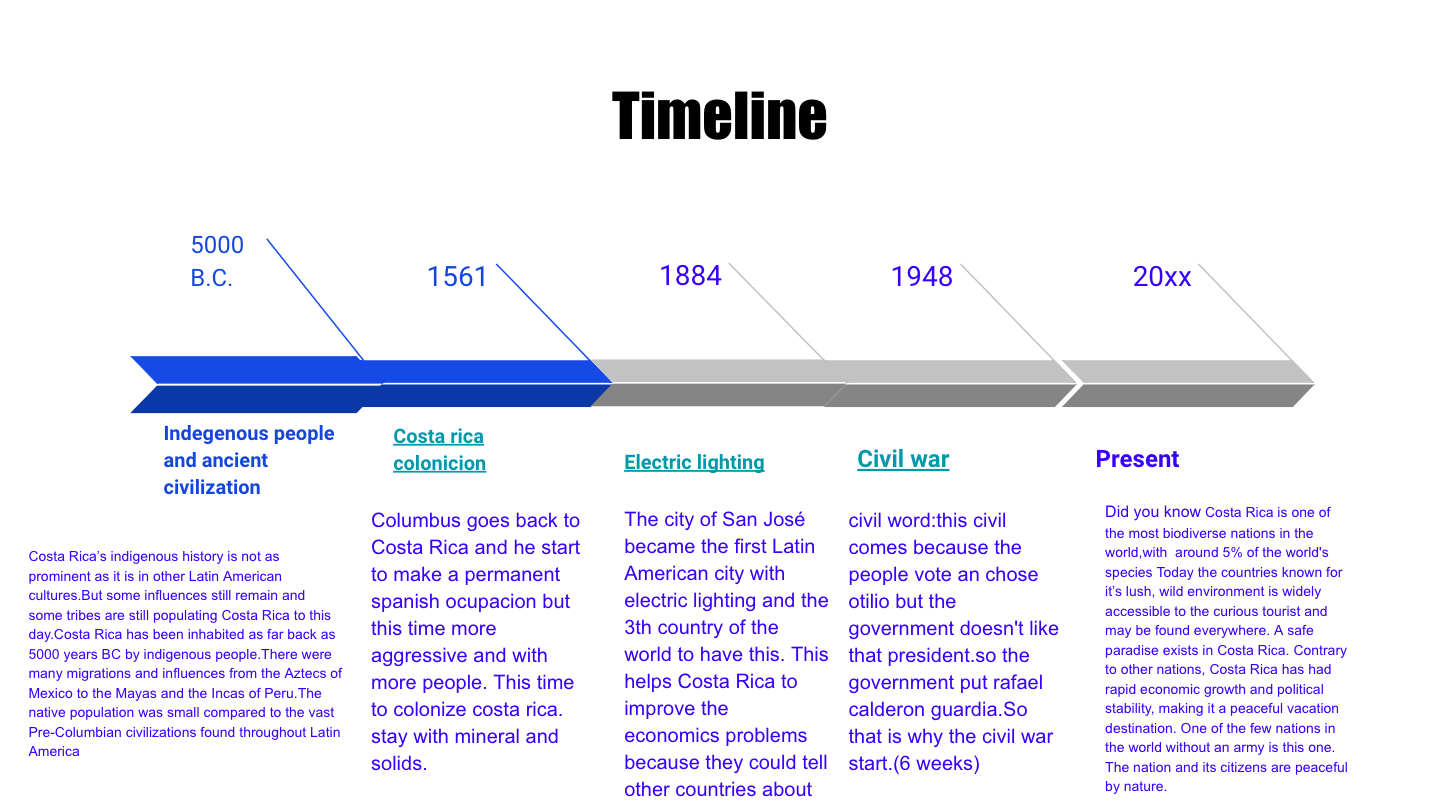 Timeline
5000
B.C.
1561
1884
1948
20xx
Indegenous people
and ancient
civilization
Costa Rica’s indigenous history is not as
prominent as it is in other Latin American
cultures.But some influences still remain and
some tribes are still populating Costa Rica to this
day.Costa Rica has been inhabited as far back as
5000 years BC by indigenous people.There were
many migrations and influences from the Aztecs of
Mexico to the Mayas and the Incas of Peru.The
native population was small compared to the vast
Pre-Columbian civilizations found throughout Latin
America
Costa rica
colonicion
Columbus goes back to
Costa Rica and he start
to make a permanent
spanish ocupacion but
this time more
aggressive and with
more people. This time
to colonize costa rica.
stay with mineral and
solids.
Electric lighting
The city of San José
became the first Latin
American city with
electric lighting and the
3th country of the
world to have this. This
helps Costa Rica to
improve the
economics problems
because they could tell
other countries about
Civil war
civil word:this civil
comes because the
people vote an chose
otilio but the
government doesn't like
that president.so the
government put rafael
calderon guardia.So
that is why the civil war
start.(6 weeks)
Present
Did you know Costa Rica is one of
the most biodiverse nations in the
world,with  around 5% of the world's
species Today the countries known for
it’s lush, wild environment is widely
accessible to the curious tourist and
may be found everywhere. A safe
paradise exists in Costa Rica. Contrary
to other nations, Costa Rica has had
rapid economic growth and political
stability, making it a peaceful vacation
destination. One of the few nations in
the world without an army is this one.
The nation and its citizens are peaceful
by nature.